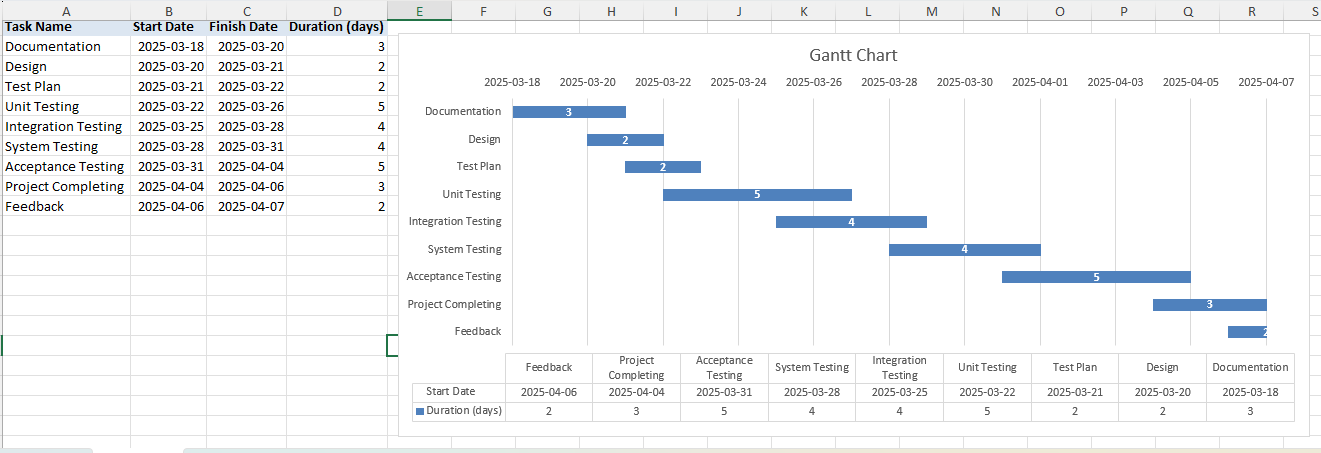 A B C D E F G H I J K L M N O P Q R S
Task Name Start Date Finish Date Duration (days)
Documentation 2025-03-18 2025-03-20 3
Design 2025-03-20 2025-03-21 2
Test Plan 2025-03-21 2025-03-22 2
Unit Testing 2025-03-22 2025-03-26 5
Integration Testing 2025-03-25 2025-03-28 4
System Testing 2025-03-28 2025-03-31 4
Acceptance Testing 2025-03-31 2025-04-04 5
Project Completing 2025-04-04 2025-04-06 3
Feedback 2025-04-06 2025-04-07 2
Gantt Chart
2025-03-18 2025-03-20 2025-03-22 2025-03-24 2025-03-26 2025-03-28 2025-03-30 2025-04-01 2025-04-03 2025-04-05 2025-04-07
Documentation 3
Design 2
Test Plan 2
Unit Testing 5
Integration Testing 4
System Testing 4
Acceptance Testing 5
Project Completing 3
Feedback 2
Feedback Project Completing Acceptance Testing System Testing Integration Testing Unit Testing Test Plan Design Documentation
Start Date 2025-04-06 2025-04-04 2025-03-31 2025-03-28 2025-03-25 2025-03-22 2025-03-21 2025-03-20 2025-03-18
Duration (days) 2 3 5 4 4 5 2 2 3